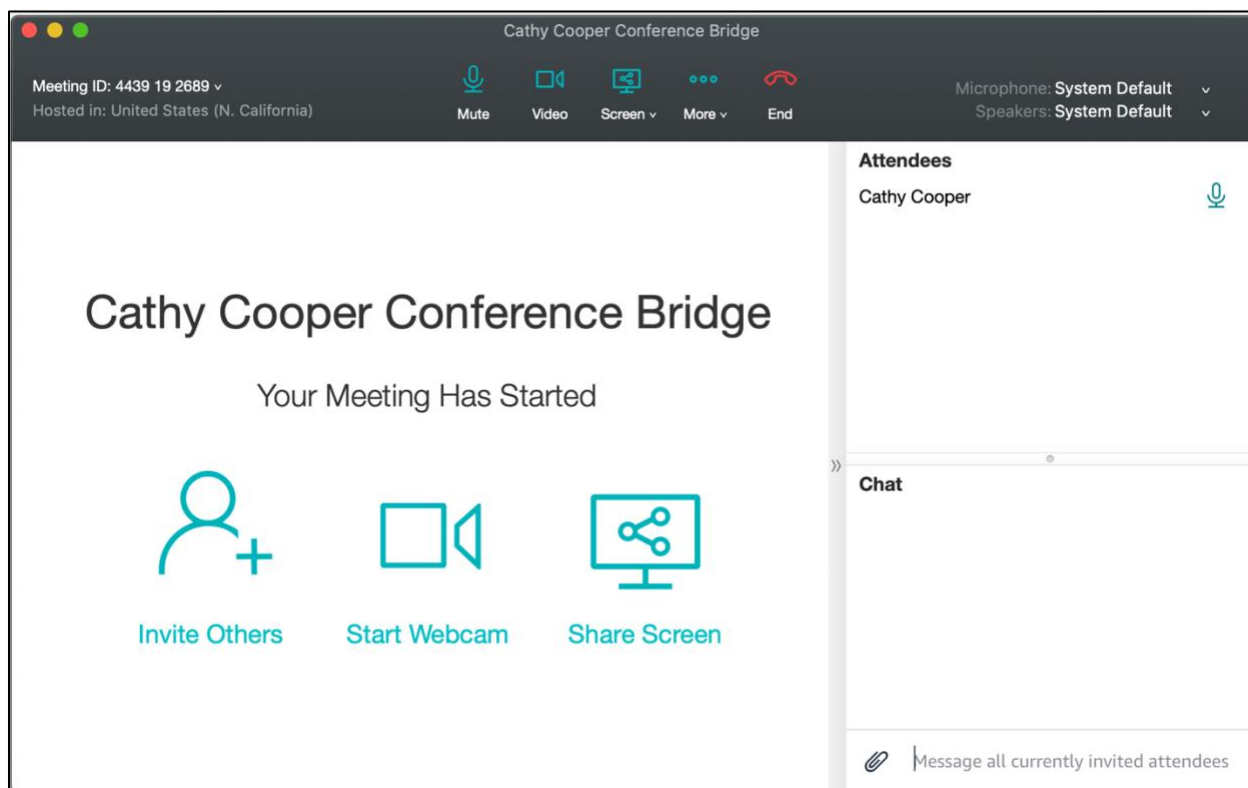 Cathy Cooper Conference Bridge
Meeting ID: 4439 19 2689
Hosted in: United States (N. California)
Mute Video Screen More End
Microphone: System Default
Speakers: System Default
Cathy Cooper Conference Bridge
Your Meeting Has Started
Invite Others Start Webcam Share Screen
Attendees
Cathy Cooper
Chat
Message all currently invited attendees